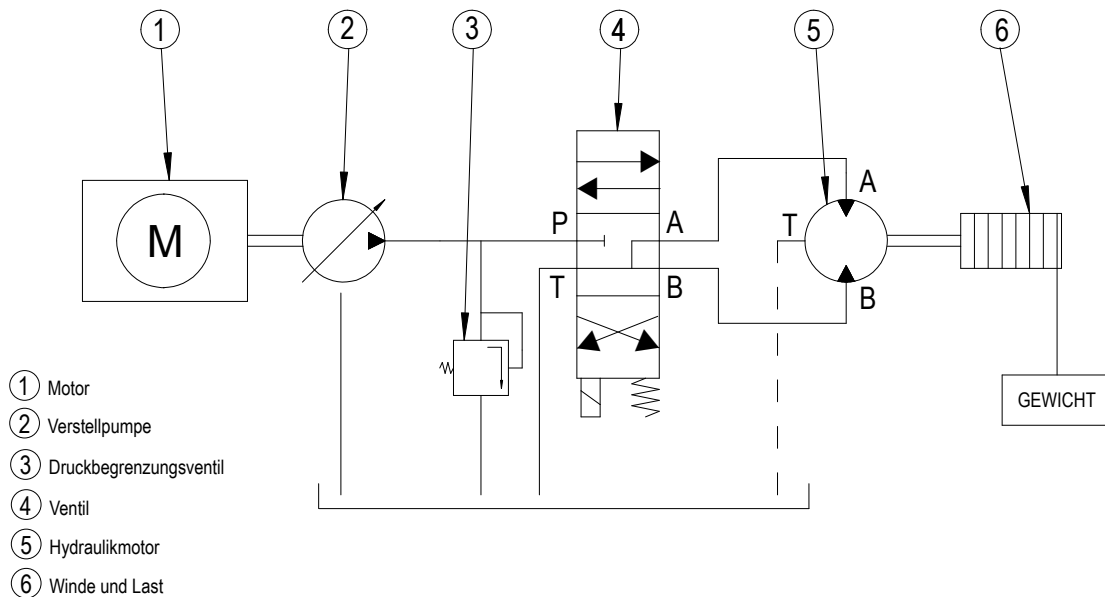 1 2 3 4 5 6
M
P A
T B
T A
B
GEWICHT
1 Motor
2 Verstellpumpe
3 Druckbegrenzungsventil
4 Ventil
5 Hydraulikmotor
6 Winde und Last